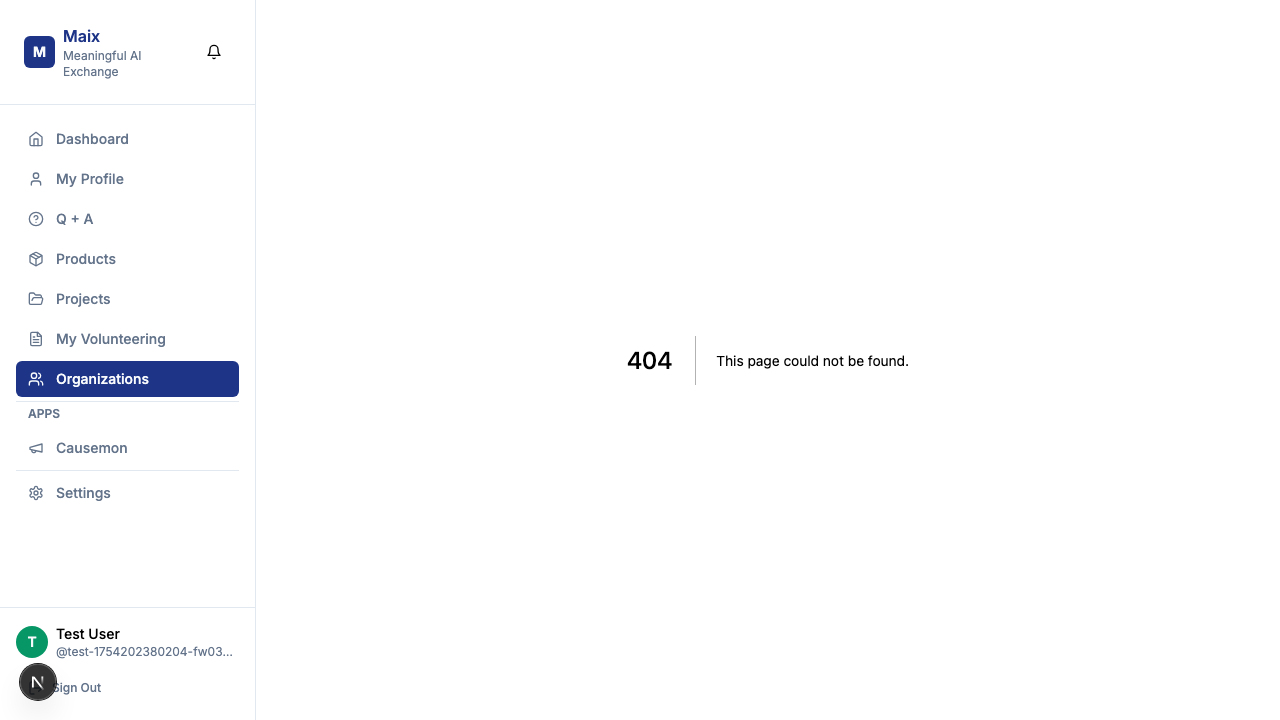 M
Maix
Meaningful AI
Exchange
Dashboard
My Profile
Q + A
Products
Projects
My Volunteering
Organizations
APPS
Causemon
Settings
404
This page could not be found.
T
Test User
@test-1754202380204-fw03...
N
Sign Out